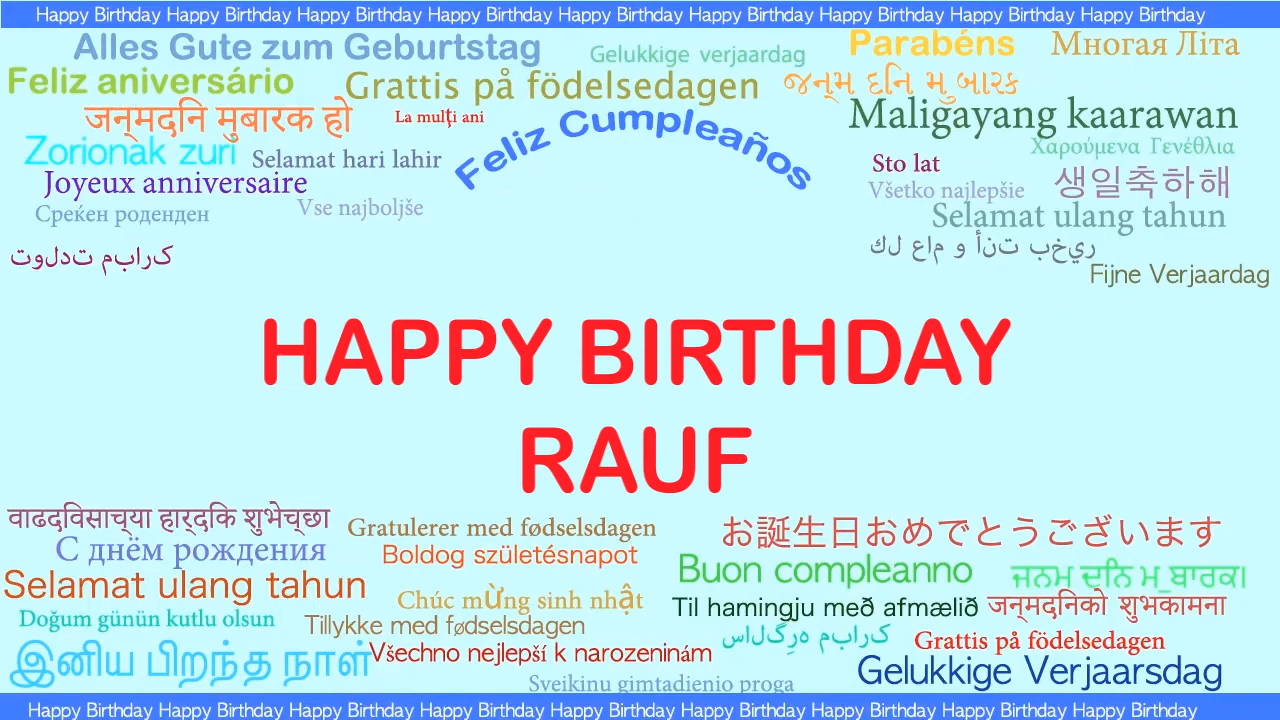 Happy Birthday Happy Birthday Happy Birthday Happy Birthday Happy Birthday Happy Birthday Happy Birthday Happy Birthday Happy Birthday
Alles Gute zum Geburtstag
Gelukkige verjaardag
Parabéns
Многая Літа
Feliz aniversário
Grattis på födelsedagen
જન્મ દિન મુબારક
जन्मदिन मुबारक हो
La mulţi ani
Feliz Cumpleaños
Maligayang kaarawan
Zorionak zuri
Selamat hari lahir
Sto lat
Χαρούμενα Γενέθλια
Joyeux anniversaire
Všetko najlepšie
생일축하해
Среќен роденден
Vse najboljše
Selamat ulang tahun
تولدت مبارک
كل عام و أنت بخير
Fijne Verjaardag
HAPPY BIRTHDAY
RAUF
वाढदिवसाच्या हार्दिक शुभेच्छा
Gratulerer med fødselsdagen
お誕生日おめでとうございます
С днём рождения
Boldog születésnapot
Buon compleanno
ਜਨਮ ਦਿਨ ਮੁਬਾਰਕ।
Selamat ulang tahun
Chúc mừng sinh nhật
Til hamingju með afmælið
जन्मदिनको शुभकामना
Doğum günün kutlu olsun
Tillykke med fødselsdagen
سالگرہ مبارک
Grattis på födelsedagen
இனிய பிறந்த நாள்
Všechno nejlepší k narozeninám
Gelukkige Verjaarsdag
Sveikinu gimtadienio proga
Happy Birthday Happy Birthday Happy Birthday Happy Birthday Happy Birthday Happy Birthday Happy Birthday Happy Birthday Happy Birthday